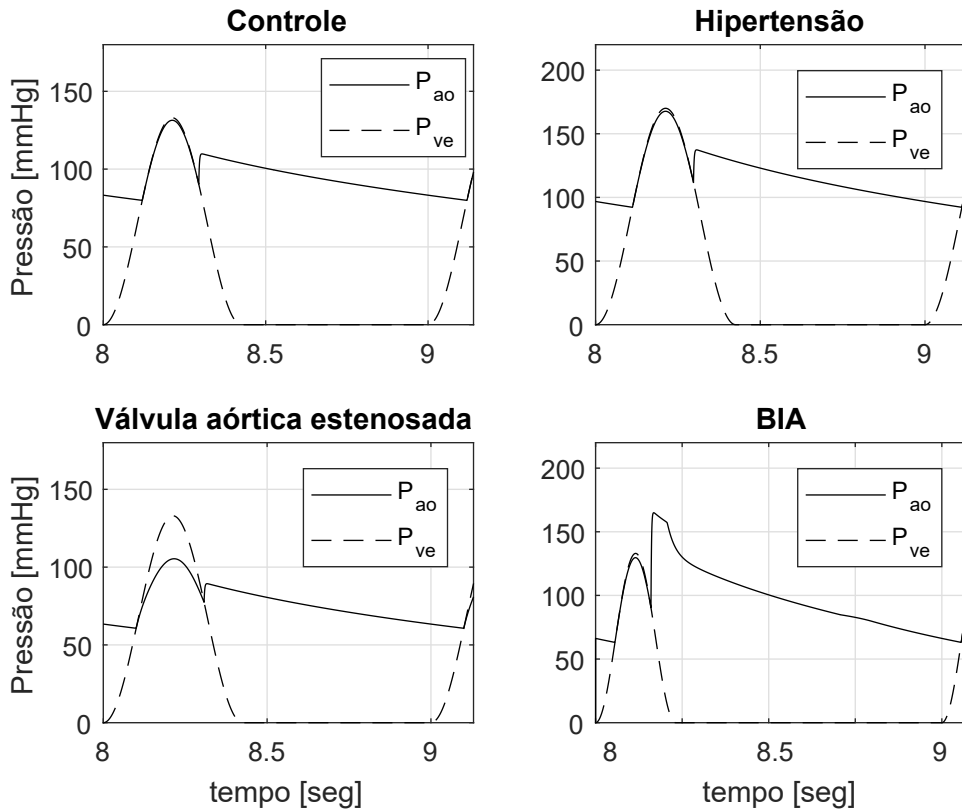 Controle
Pressão [mmHg]
150
100
50
0
8
8.5
9
P_ao
P_ve
Hipertensão
200
150
100
50
0
8
8.5
9
P_ao
P_ve
Válvula aórtica estenosada
Pressão [mmHg]
150
100
50
0
8
8.5
9
tempo [seg]
P_ao
P_ve
BIA
200
150
100
50
0
8
8.5
9
tempo [seg]
P_ao
P_ve